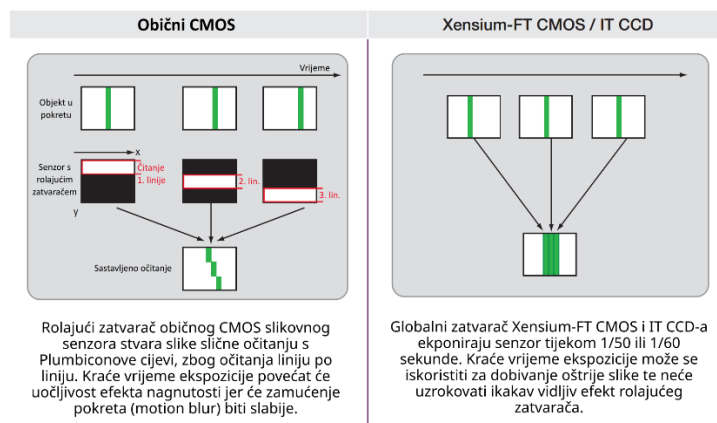 Obični CMOS
Vrijeme
Objekt u
pokretu
x
Senzor s
rolajućim
zatvaračem
Čitanje
1. linije
2. lin.
3. lin.
y
Sastavljeno očitanje
Rolajući zatvarač običnog CMOS slikovnog
senzora stvara slike slične očitanju s
Plumbiconove cijevi, zbog očitanja liniju po
liniju. Kraće vrijeme ekspozicije povećat će
uočljivost efekta nagnutosti jer će zamućenje
pokreta (motion blur) biti slabije.
Xensium-FT CMOS / IT CCD
Globalni zatvarač Xensium-FT CMOS i IT CCD-a
ekponiraju senzor tijekom 1/50 ili 1/60
sekunde. Kraće vrijeme ekspozicije može se
iskoristiti za dobivanje oštrije slike te neće
uzrokovati ikakav vidljiv efekt rolajućeg
zatvarača.